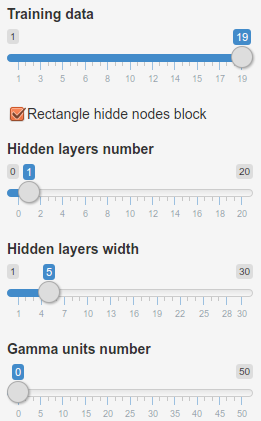 Training data
1 19
1 3 5 7 9 11 13 15 17 19
Rectangle hidde nodes block
Hidden layers number
0 1 20
0 2 4 6 8 10 12 14 16 18 20
Hidden layers width
1 5 30
1 4 7 10 13 16 19 22 25 28 30
Gamma units number
0 50
0 5 10 15 20 25 30 35 40 45 50